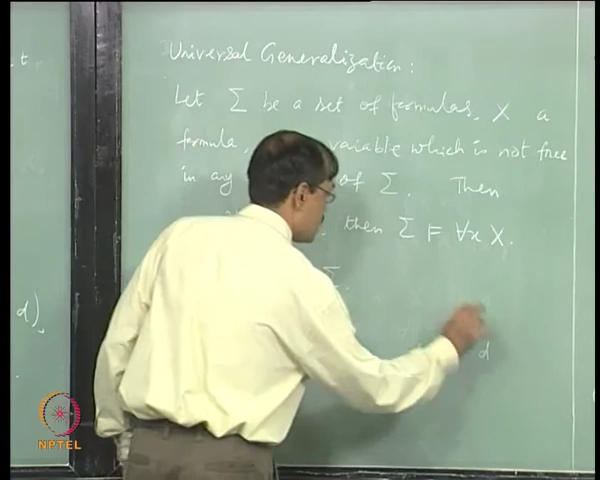 .t
Universal Generalization:
Let Σ be a set of formulas, X a
formula, variable which is not free
in any of Σ. Then
then Σ ⊨ ∀x X.
Σ.
d),
d
NPTEL